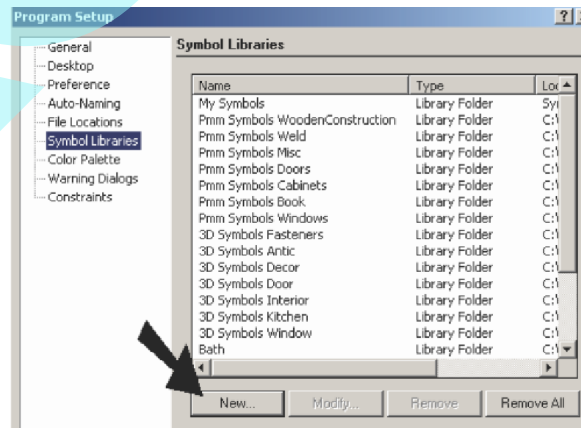 Program Setup
General
Desktop
Preference
Auto-Naming
File Locations
Symbol Libraries
Color Palette
Warning Dialogs
Constraints
Symbol Libraries
Name Type Loc
My Symbols Library Folder Syi
Pmm Symbols WoodenConstruction Library Folder C:\
Pmm Symbols Weld Library Folder C:\
Pmm Symbols Misc Library Folder C:\
Pmm Symbols Doors Library Folder C:\
Pmm Symbols Cabinets Library Folder C:\
Pmm Symbols Book Library Folder C:\
Pmm Symbols Windows Library Folder C:\
3D Symbols Fasteners Library Folder C:\
3D Symbols Antic Library Folder C:\
3D Symbols Decor Library Folder C:\
3D Symbols Door Library Folder C:\
3D Symbols Interior Library Folder C:\
3D Symbols Kitchen Library Folder C:\
3D Symbols Window Library Folder C:\
Bath Library Folder C:\
New... Modify... Remove Remove All